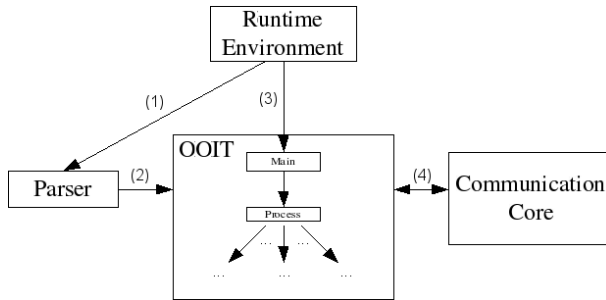 Runtime
Environment
(1)
(3)
OOIT
Main
Parser
(2)
(4)
Communication
Core
Process
... ...
... ... ...